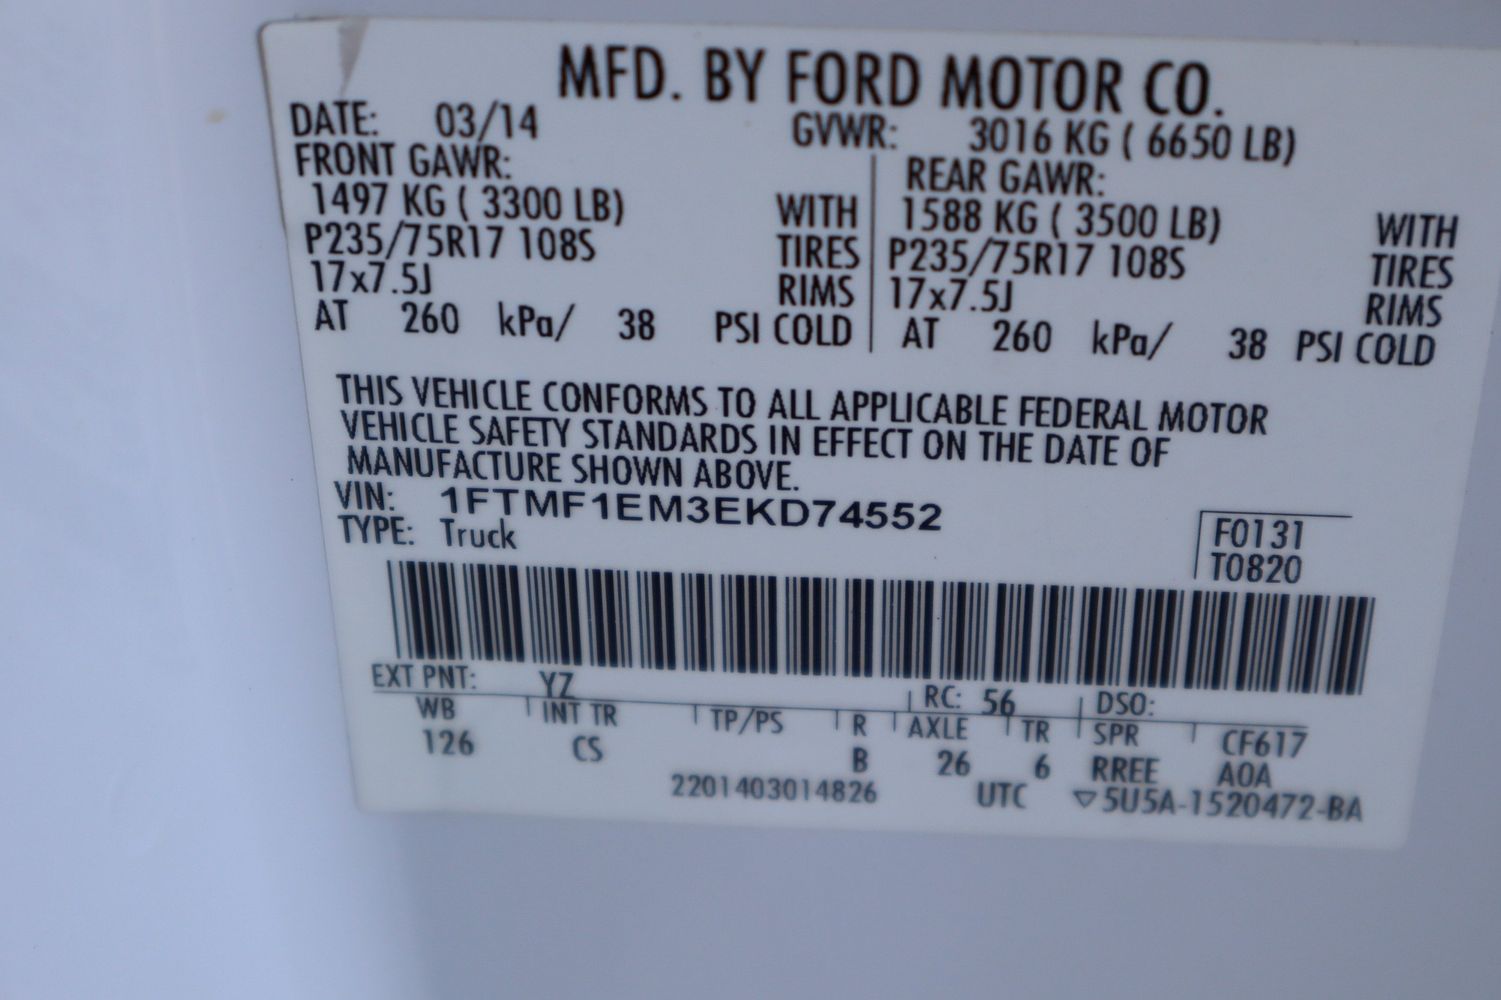 MFD. BY FORD MOTOR CO.
DATE: 03/14 GVWR: 3016 KG ( 6650 LB)
FRONT GAWR: REAR GAWR:
1497 KG ( 3300 LB) WITH 1588 KG ( 3500 LB) WITH
P235/75R17 108S TIRES P235/75R17 108S TIRES
17x7.5J RIMS 17x7.5J RIMS
AT 260 kPa/ 38 PSI COLD AT 260 kPa/ 38 PSI COLD
THIS VEHICLE CONFORMS TO ALL APPLICABLE FEDERAL MOTOR
VEHICLE SAFETY STANDARDS IN EFFECT ON THE DATE OF
MANUFACTURE SHOWN ABOVE.
VIN: 1FTMF1EM3EKD74552
TYPE: Truck
F0131
T0820
EXT PNT: YZ RC: 56 DSO:
WB INT TR TP/PS R AXLE TR SPR CF617
126 CS B 26 6 RREE A0A
2201403014826 UTC ▽5U5A-1520472-BA